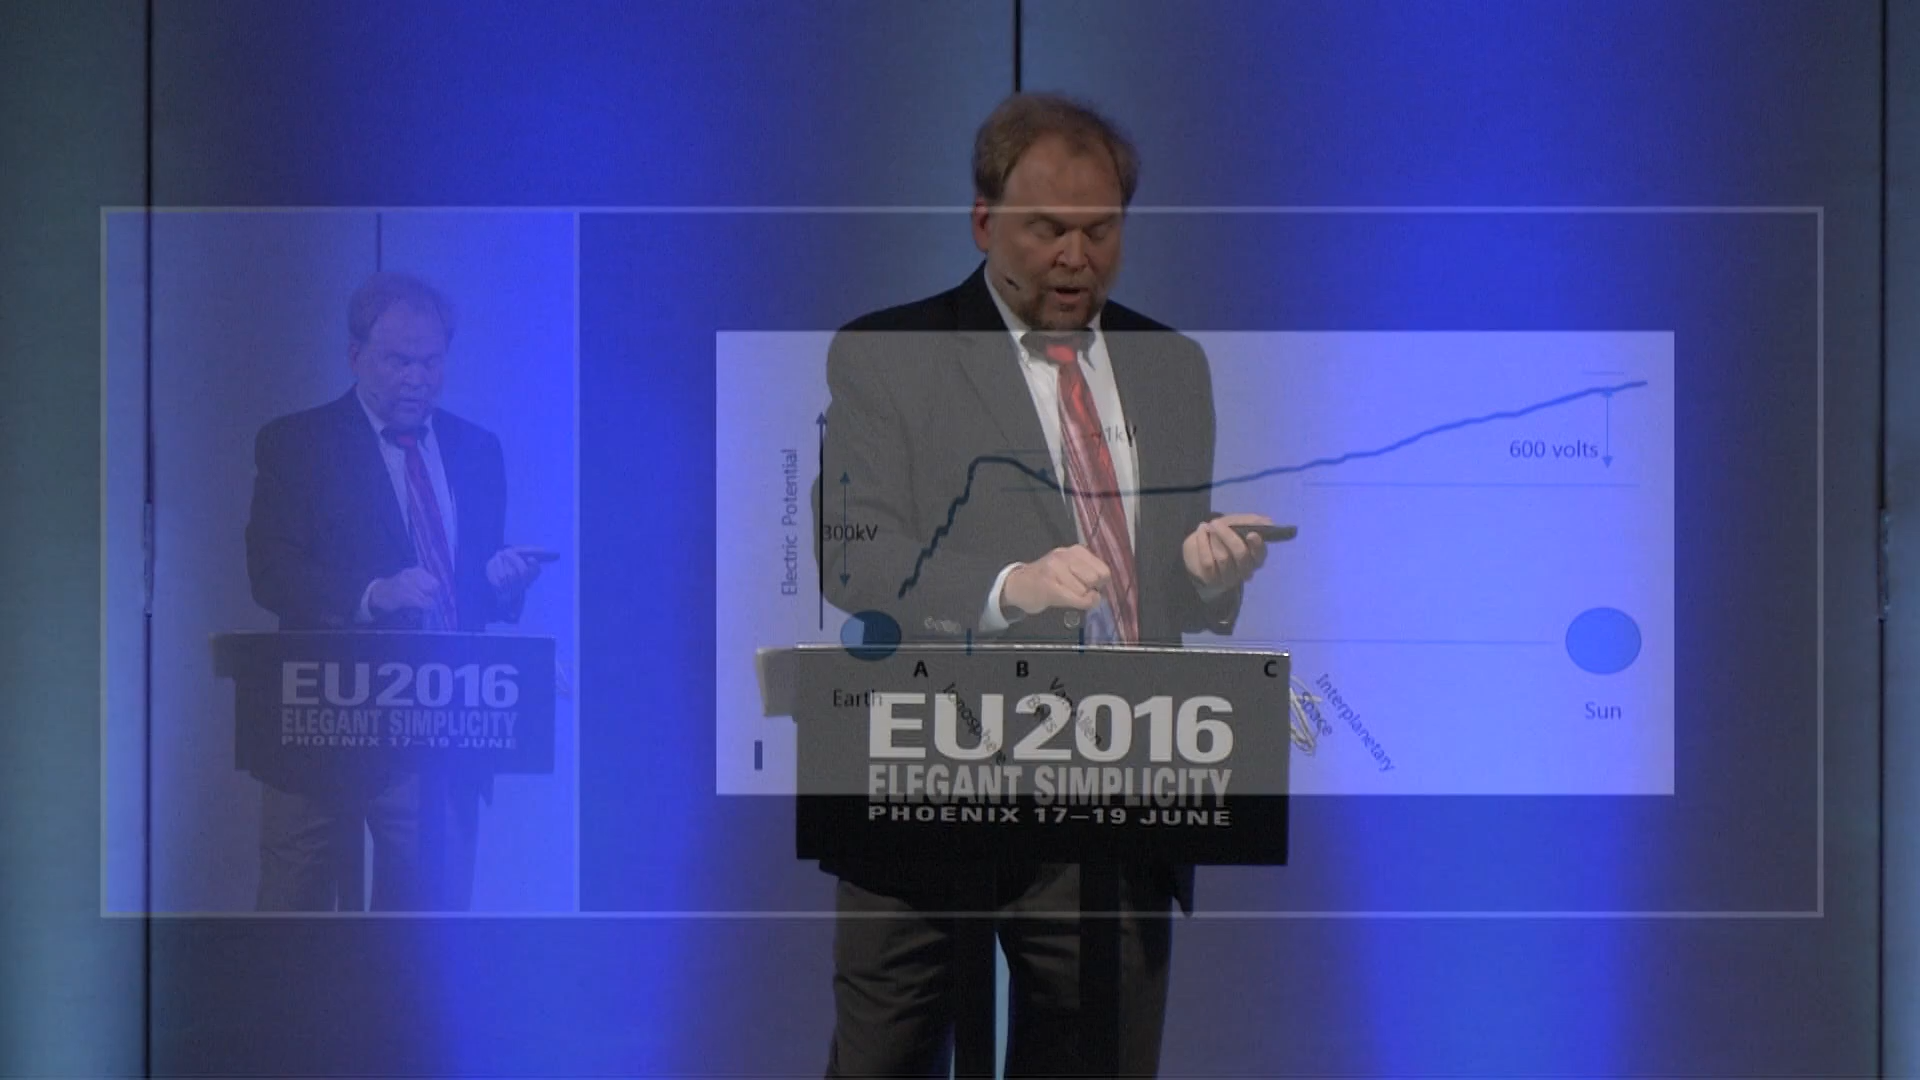 ~1kV
600 volts
Electric Potential
300kV
A
B
C
Earth
Ionosphere
Van Allen
Belts
Interplanetary
Space
Sun
EU2016
ELEGANT SIMPLICITY
PHOENIX 17–19 JUNE
EU2016
ELEGANT SIMPLICITY
PHOENIX 17–19 JUNE